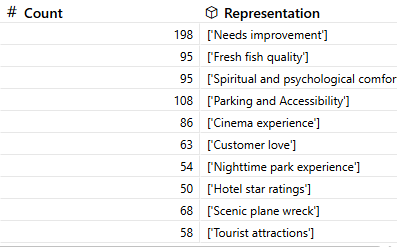 # Count Representation
198 ['Needs improvement']
95 ['Fresh fish quality']
95 ['Spiritual and psychological comfor
108 ['Parking and Accessibility']
86 ['Cinema experience']
63 ['Customer love']
54 ['Nighttime park experience']
50 ['Hotel star ratings']
68 ['Scenic plane wreck']
58 ['Tourist attractions']